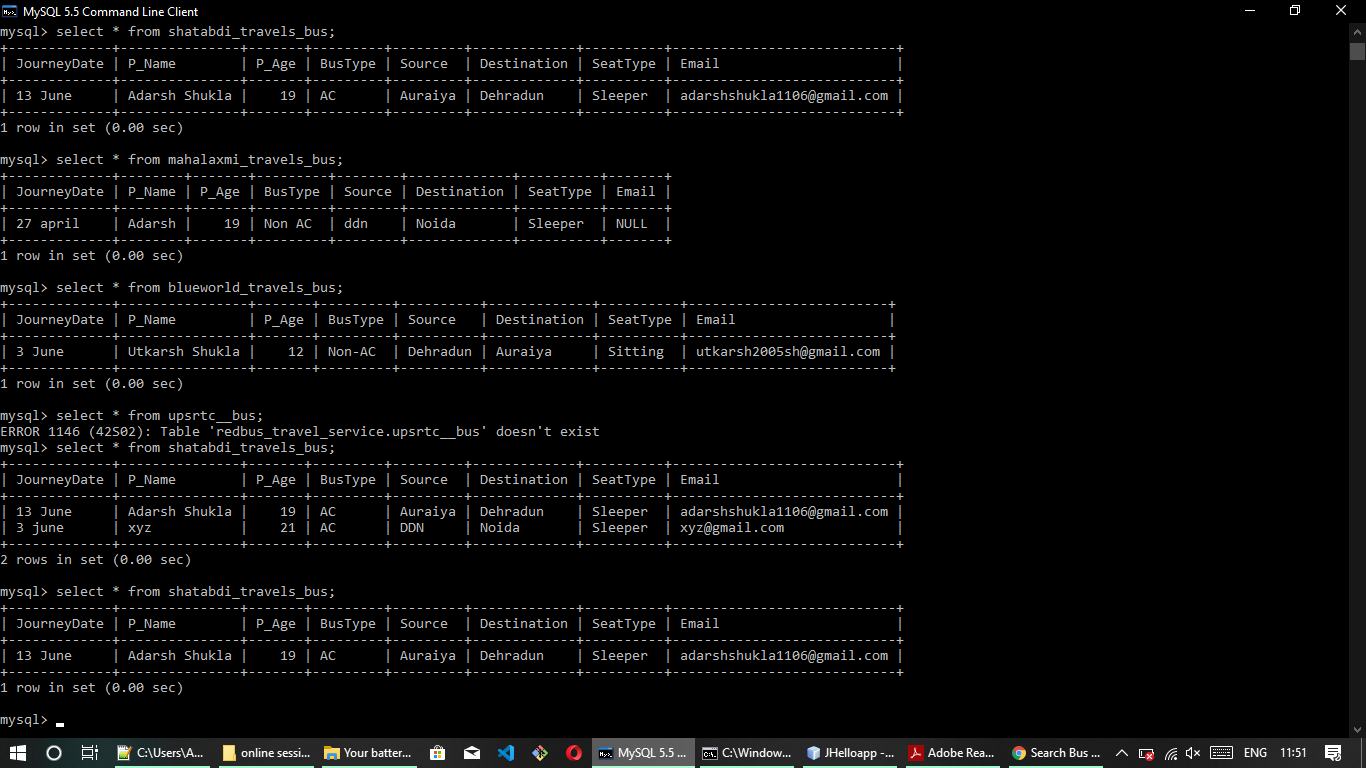 MySQL 5.5 Command Line Client
mysql> select * from shatabdi_travels_bus;
+-------------+---------------+-------+---------+---------+-------------+----------+---------------------------+
| JourneyDate | P_Name        | P_Age | BusType | Source  | Destination | SeatType | Email                     |
+-------------+---------------+-------+---------+---------+-------------+----------+---------------------------+
| 13 June     | Adarsh Shukla |    19 | AC      | Auraiya | Dehradun    | Sleeper  | adarshshukla1106@gmail.com |
+-------------+---------------+-------+---------+---------+-------------+----------+---------------------------+
1 row in set (0.00 sec)
mysql> select * from mahalaxmi_travels_bus;
+-------------+--------+-------+---------+--------+-------------+----------+-------+
| JourneyDate | P_Name | P_Age | BusType | Source | Destination | SeatType | Email |
+-------------+--------+-------+---------+--------+-------------+----------+-------+
| 27 april    | Adarsh |    19 | Non AC  | ddn    | Noida       | Sleeper  | NULL  |
+-------------+--------+-------+---------+--------+-------------+----------+-------+
1 row in set (0.00 sec)
mysql> select * from blueworld_travels_bus;
+-------------+----------------+-------+---------+----------+-------------+----------+-------------------------+
| JourneyDate | P_Name         | P_Age | BusType | Source   | Destination | SeatType | Email                   |
+-------------+----------------+-------+---------+----------+-------------+----------+-------------------------+
| 3 June      | Utkarsh Shukla |    12 | Non-AC  | Dehradun | Auraiya     | Sitting  | utkarsh2005sh@gmail.com |
+-------------+----------------+-------+---------+----------+-------------+----------+-------------------------+
1 row in set (0.00 sec)
mysql> select * from upsrtc__bus;
ERROR 1146 (42S02): Table 'redbus_travel_service.upsrtc__bus' doesn't exist
mysql> select * from shatabdi_travels_bus;
+-------------+---------------+-------+---------+---------+-------------+----------+---------------------------+
| JourneyDate | P_Name        | P_Age | BusType | Source  | Destination | SeatType | Email                     |
+-------------+---------------+-------+---------+---------+-------------+----------+---------------------------+
| 13 June     | Adarsh Shukla |    19 | AC      | Auraiya | Dehradun    | Sleeper  | adarshshukla1106@gmail.com |
| 3 june      | xyz           |    21 | AC      | DDN     | Noida       | Sleeper  | xyz@gmail.com             |
+-------------+---------------+-------+---------+---------+-------------+----------+---------------------------+
2 rows in set (0.00 sec)
mysql> select * from shatabdi_travels_bus;
+-------------+---------------+-------+---------+---------+-------------+----------+---------------------------+
| JourneyDate | P_Name        | P_Age | BusType | Source  | Destination | SeatType | Email                     |
+-------------+---------------+-------+---------+---------+-------------+----------+---------------------------+
| 13 June     | Adarsh Shukla |    19 | AC      | Auraiya | Dehradun    | Sleeper  | adarshshukla1106@gmail.com |
+-------------+---------------+-------+---------+---------+-------------+----------+---------------------------+
1 row in set (0.00 sec)
mysql> _
C:\Users\A... online sessi... Your batter... MySQL 5.5 ... C:\Window... JHelloapp -... Adobe Rea... Search Bus ... ENG 11:51